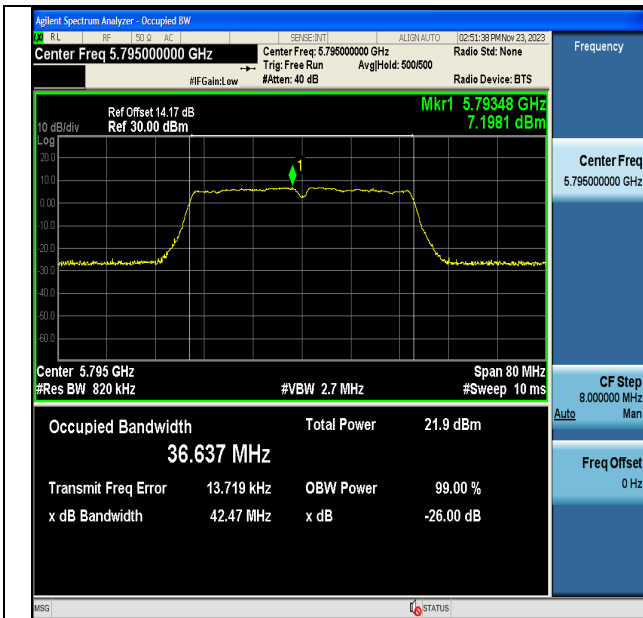 Agilent Spectrum Analyzer - Occupied BW
RL RF 50 Ω AC SENSE:INT ALIGN AUTO 02:51:38 PM Nov 23, 2023
Center Freq 5.795000000 GHz
Center Freq: 5.795000000 GHz
Radio Std: None
Trig: Free Run Avg|Hold: 500/500
#IFGain:Low
#Atten: 40 dB
Radio Device: BTS
Frequency
Mkr1 5.79348 GHz
7.1981 dBm
Ref Offset 14.17 dB
10 dB/div Ref 30.00 dBm
Log
20.0
10.0
0.00
-10.0
-20.0
-30.0
-40.0
-50.0
-60.0
1
Center 5.795 GHz
Span 80 MHz
#Res BW 820 kHz
#VBW 2.7 MHz
#Sweep 10 ms
Occupied Bandwidth
36.637 MHz
Total Power 21.9 dBm
Transmit Freq Error 13.719 kHz
OBW Power 99.00 %
x dB Bandwidth 42.47 MHz
x dB -26.00 dB
Center Freq
5.795000000 GHz
CF Step
8.000000 MHz
Auto Man
Freq Offset
0 Hz
MSG
STATUS